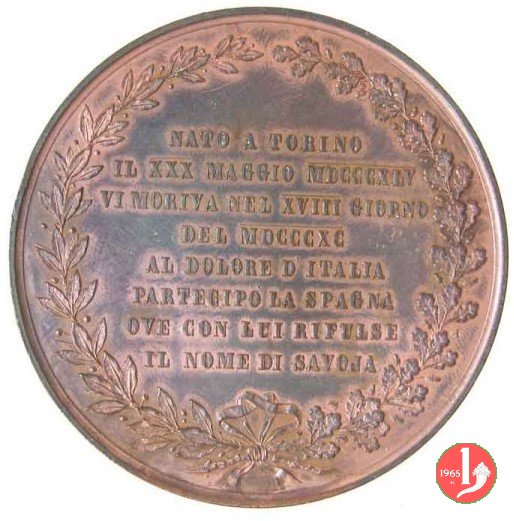 NATO A TORINO
IL XXX MAGGIO MDCCCXLV
VI MORIVA NEL XVIII GIORNO
DEL MDCCCXC
AL DOLORE D'ITALIA
PARTECIPO LA SPAGNA
OVE CON LUI RIFULSE
IL NOME DI SAVOJA
1965